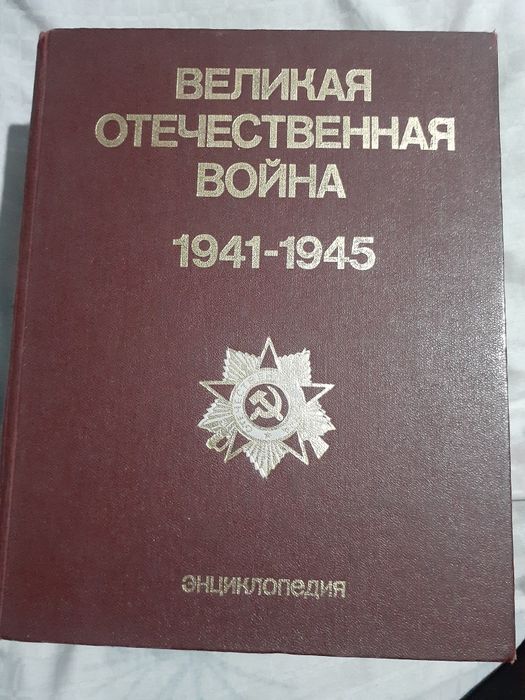 ВЕЛИКАЯ
ОТЕЧЕСТВЕННАЯ
ВОЙНА
1941-1945
энциклопедия